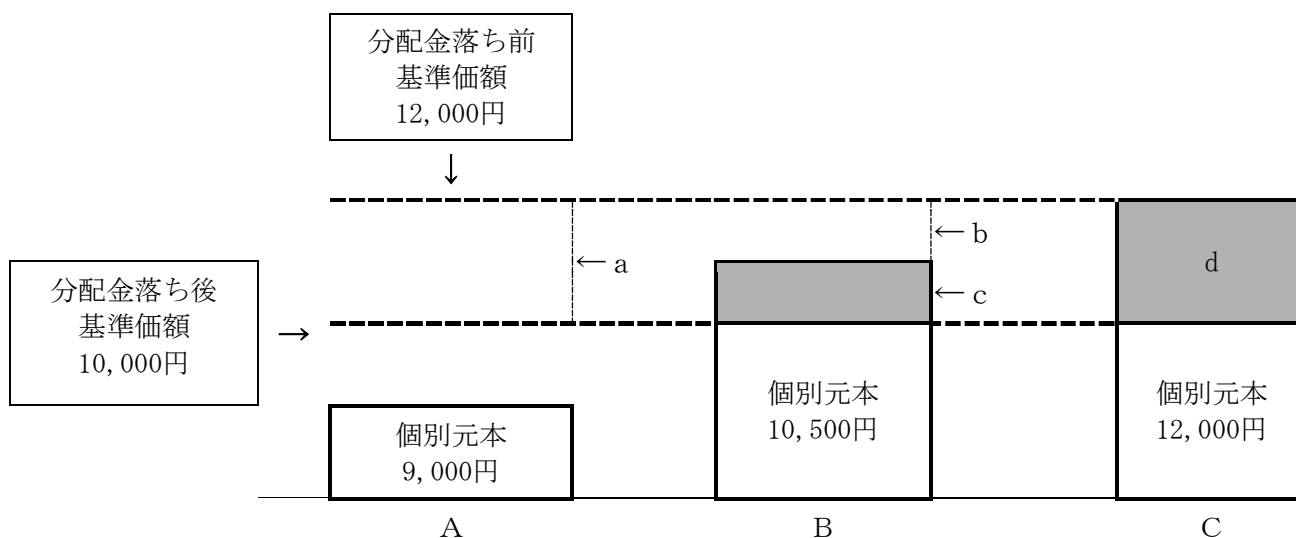 分配金落ち前
基準価額
12,000円
↓
← a
← b
← c
d
分配金落ち後
基準価額
10,000円
→
個別元本
9,000円
個別元本
10,500円
個別元本
12,000円
A
B
C